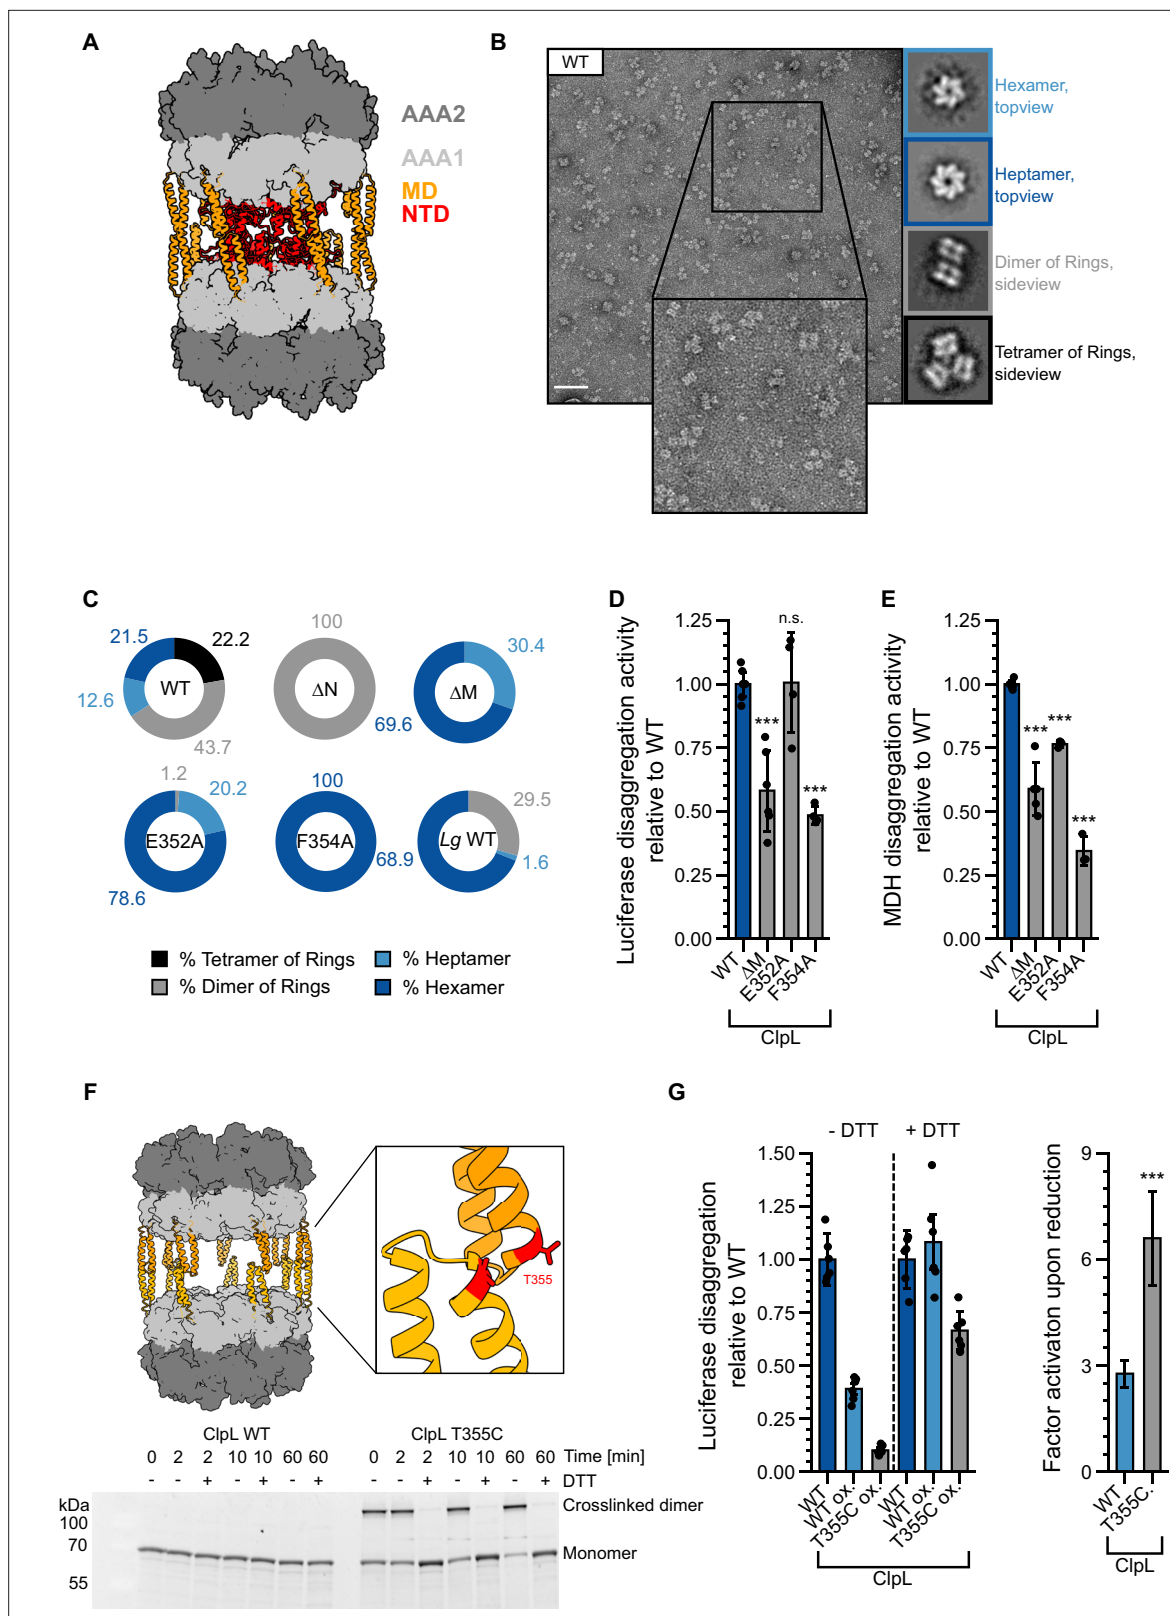 A
AAA2
AAA1
MD
NTD
B
WT
Hexamer,
topview
Heptamer,
topview
Dimer of Rings,
sideview
Tetramer of Rings,
sideview
C
21.5
22.2
12.6
WT
43.7
100
ΔN
30.4
ΔM
69.6
1.2
20.2
E352A
78.6
100
F354A
29.5
Lg WT
68.9
1.6
% Tetramer of Rings
% Heptamer
% Dimer of Rings
% Hexamer
D
Luciferase disaggregation activity
relative to WT
1.25
1.00
0.75
0.50
0.25
0.00
***
n.s.
***
WT
ΔM
E352A
F354A
ClpL
E
MDH disaggregation activity
relative to WT
1.25
1.00
0.75
0.50
0.25
0.00
***
***
***
WT
ΔM
E352A
F354A
ClpL
F
T355
ClpL WT
ClpL T355C
0 2 2 10 10 60 60 0 2 2 10 10 60 60 Time [min]
- - + - + - + - - + - + - + DTT
kDa
100
70
55
Crosslinked dimer
Monomer
G
- DTT
+ DTT
Luciferase disaggregation
relative to WT
1.50
1.25
1.00
0.75
0.50
0.25
0.00
WT
WT ox.
T355C ox.
WT
WT ox.
T355C ox.
ClpL
Factor activaton upon reduction
9
6
3
0
***
WT
T355C.
ClpL